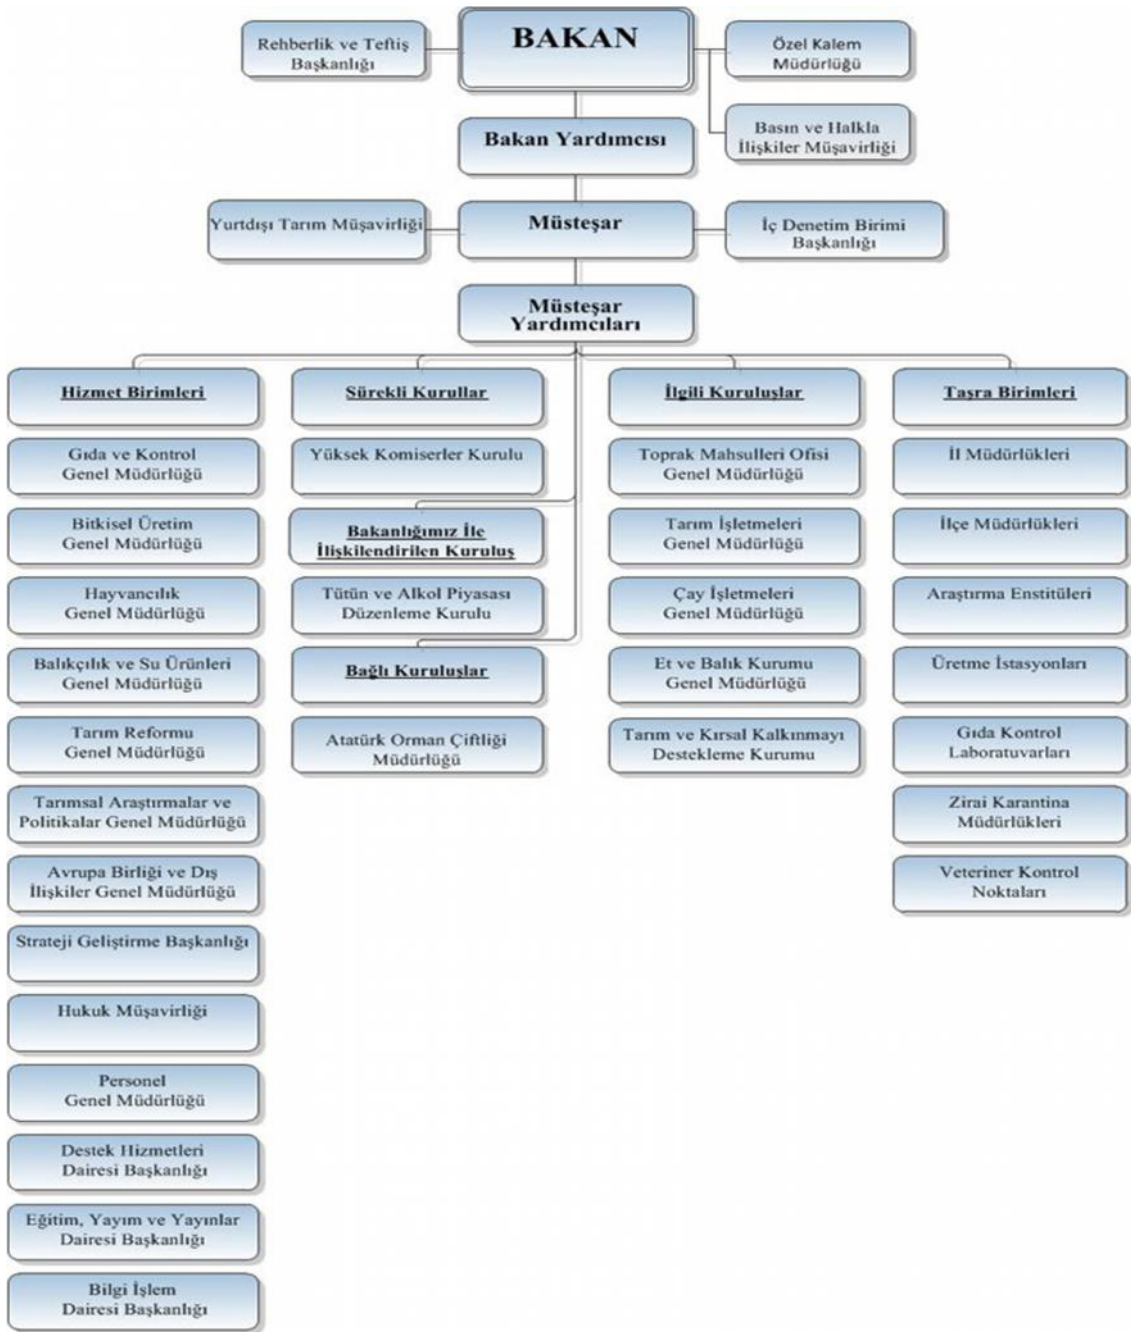 BAKAN
Rehberlik ve Teftiş
Başkanlığı
Özel Kalem
Müdürlüğü
Basın ve Halkla
İlişkiler Müşavirliği
Bakan Yardımcısı
Yurtdışı Tarım Müşavirliği
Müsteşar
İç Denetim Birimi
Başkanlığı
Müsteşar
Yardımcıları
Hizmet Birimleri
Gıda ve Kontrol
Genel Müdürlüğü
Bitkisel Üretim
Genel Müdürlüğü
Hayvancılık
Genel Müdürlüğü
Balıkçılık ve Su Ürünleri
Genel Müdürlüğü
Tarım Reformu
Genel Müdürlüğü
Tarımsal Araştırmalar ve
Politikalar Genel Müdürlüğü
Avrupa Birliği ve Dış
İlişkiler Genel Müdürlüğü
Strateji Geliştirme Başkanlığı
Hukuk Müşavirliği
Personel
Genel Müdürlüğü
Destek Hizmetleri
Dairesi Başkanlığı
Eğitim, Yayım ve Yayınlar
Dairesi Başkanlığı
Bilgi İşlem
Dairesi Başkanlığı
Sürekli Kurullar
Yüksek Komiserler Kurulu
Bakanlığımız İle
İlişkilendirilen Kuruluş
Tütün ve Alkol Piyasası
Düzenleme Kurulu
Bağlı Kuruluşlar
Atatürk Orman Çiftliği
Müdürlüğü
İlgili Kuruluşlar
Toprak Mahsulleri Ofisi
Genel Müdürlüğü
Tarım İşletmeleri
Genel Müdürlüğü
Çay İşletmeleri
Genel Müdürlüğü
Et ve Balık Kurumu
Genel Müdürlüğü
Tarım ve Kırsal Kalkınmayı
Destekleme Kurumu
Taşra Birimleri
İl Müdürlükleri
İlçe Müdürlükleri
Araştırma Enstitüleri
Üretme İstasyonları
Gıda Kontrol
Laboratuvarları
Zirai Karantina
Müdürlükleri
Veteriner Kontrol
Noktaları